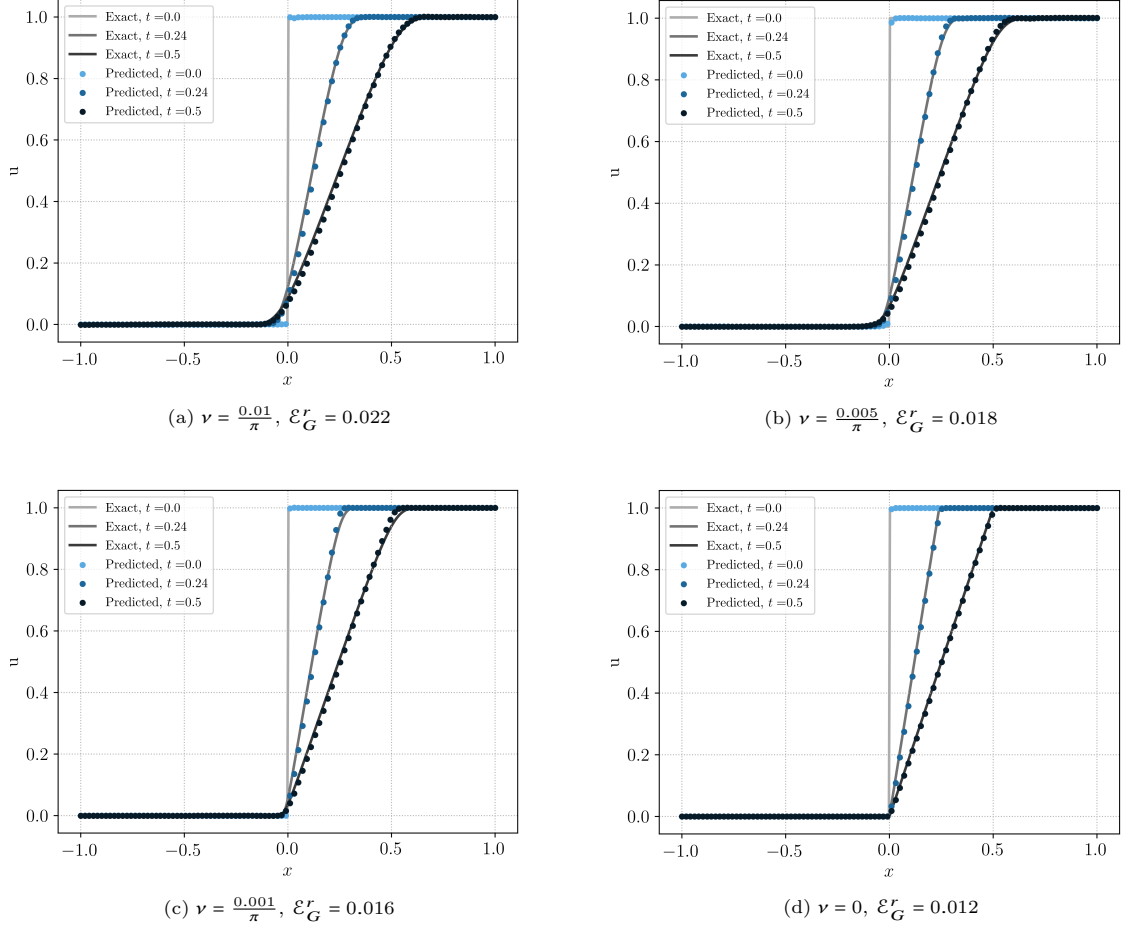 Exact, t =0.0
Exact, t =0.24
Exact, t =0.5
Predicted, t =0.0
Predicted, t =0.24
Predicted, t =0.5
1.0
0.8
0.6
0.4
0.2
0.0
u
−1.0
−0.5
0.0
0.5
1.0
x
(a) ν = 0.01/π, ℰ_G^r = 0.022
Exact, t =0.0
Exact, t =0.24
Exact, t =0.5
Predicted, t =0.0
Predicted, t =0.24
Predicted, t =0.5
1.0
0.8
0.6
0.4
0.2
0.0
u
−1.0
−0.5
0.0
0.5
1.0
x
(b) ν = 0.005/π, ℰ_G^r = 0.018
Exact, t =0.0
Exact, t =0.24
Exact, t =0.5
Predicted, t =0.0
Predicted, t =0.24
Predicted, t =0.5
1.0
0.8
0.6
0.4
0.2
0.0
u
−1.0
−0.5
0.0
0.5
1.0
x
(c) ν = 0.001/π, ℰ_G^r = 0.016
Exact, t =0.0
Exact, t =0.24
Exact, t =0.5
Predicted, t =0.0
Predicted, t =0.24
Predicted, t =0.5
1.0
0.8
0.6
0.4
0.2
0.0
u
−1.0
−0.5
0.0
0.5
1.0
x
(d) ν = 0, ℰ_G^r = 0.012